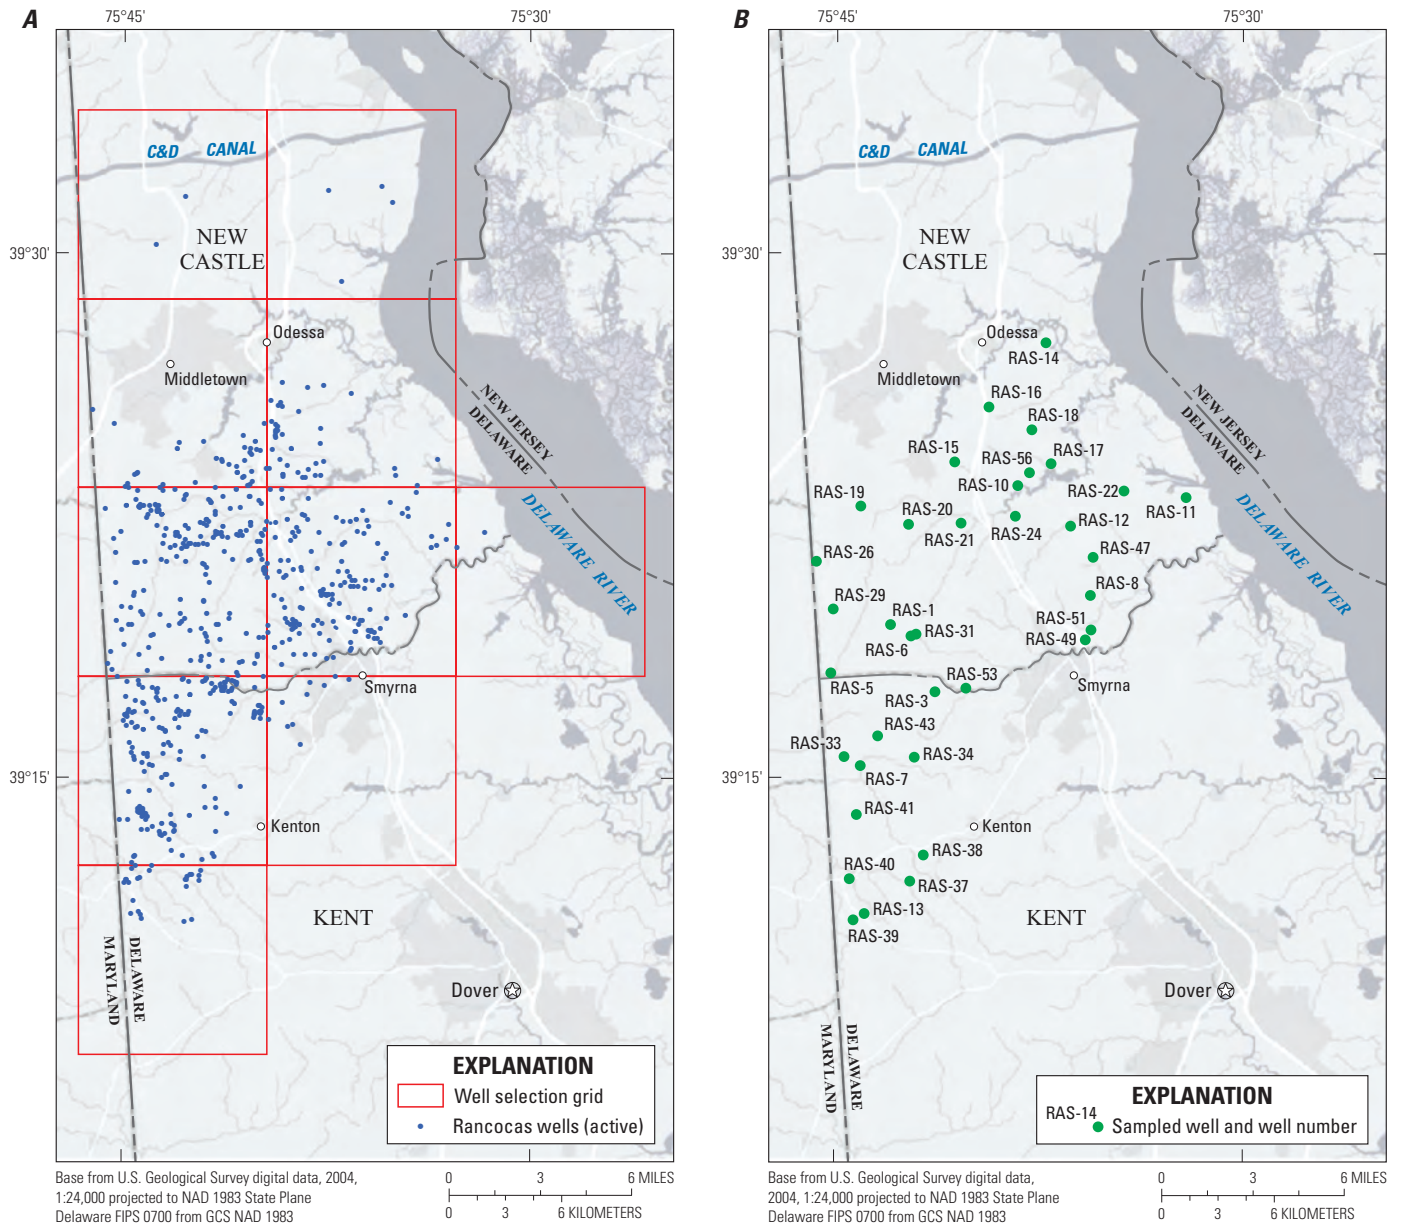 A
75°45'
75°30'
C&D CANAL
39°30'
NEW
CASTLE
Odessa
Middletown
NEW JERSEY
DELAWARE
DELAWARE RIVER
Smyrna
39°15'
Kenton
KENT
MARYLAND
DELAWARE
Dover
EXPLANATION
Well selection grid
Rancocas wells (active)
Base from U.S. Geological Survey digital data, 2004,
1:24,000 projected to NAD 1983 State Plane
Delaware FIPS 0700 from GCS NAD 1983
0 3 6 MILES
0 3 6 KILOMETERS
B
75°45'
75°30'
C&D CANAL
39°30'
NEW
CASTLE
Odessa
RAS-14
Middletown
RAS-16
NEW JERSEY
DELAWARE
RAS-18
RAS-15
RAS-56
RAS-17
RAS-10
RAS-22
RAS-19
RAS-11
RAS-20
RAS-12
RAS-21
RAS-24
DELAWARE RIVER
RAS-26
RAS-47
RAS-8
RAS-29
RAS-1
RAS-51
RAS-31
RAS-49
RAS-6
RAS-53
RAS-5
RAS-3
Smyrna
RAS-43
RAS-33
RAS-34
39°15'
RAS-7
RAS-41
Kenton
RAS-38
RAS-40
RAS-37
RAS-13
KENT
RAS-39
Dover
MARYLAND
DELAWARE
EXPLANATION
RAS-14
Sampled well and well number
Base from U.S. Geological Survey digital data,
2004, 1:24,000 projected to NAD 1983 State Plane
Delaware FIPS 0700 from GCS NAD 1983
0 3 6 MILES
0 3 6 KILOMETERS